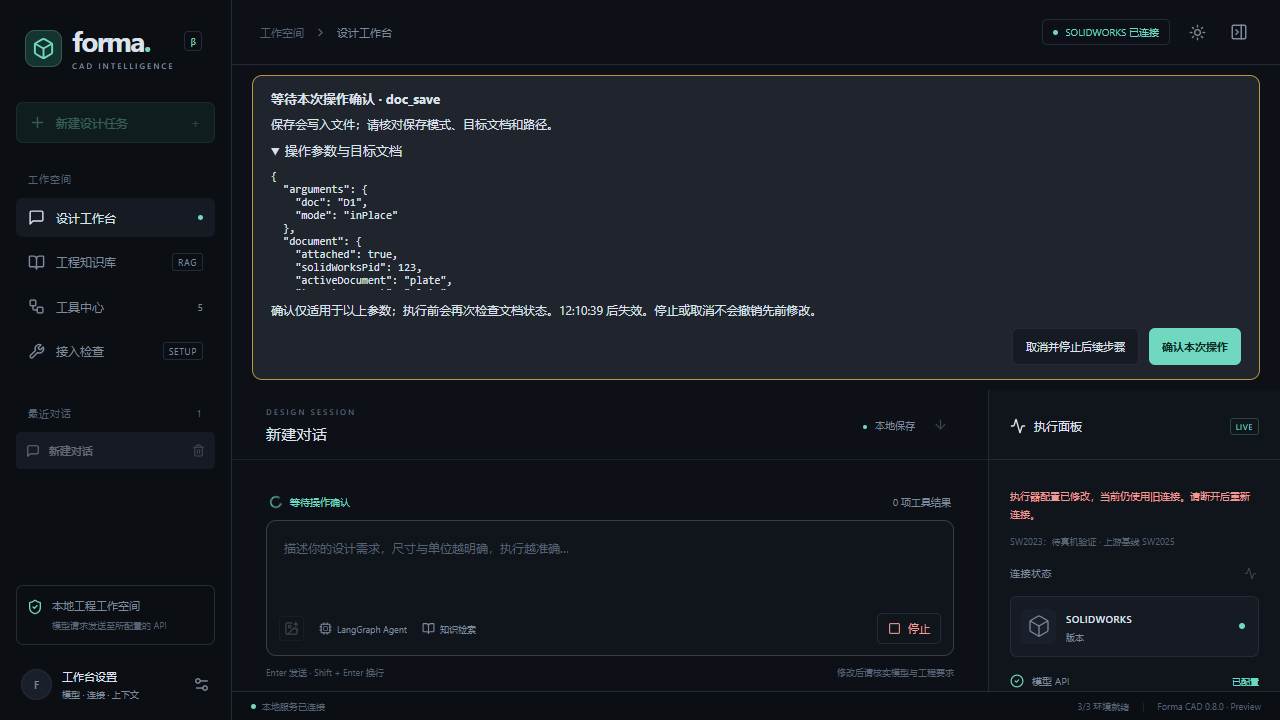 forma.
β
CAD INTELLIGENCE
新建设计任务
工作空间
设计工作台
工程知识库
RAG
工具中心
5
接入检查
SETUP
最近对话
1
新建对话
本地工程工作空间
模型请求发送至所配置的 API
F
工作台设置
模型 · 连接 · 上下文
工作空间
设计工作台
SOLIDWORKS 已连接
等待本次操作确认 · doc_save
保存会写入文件；请核对保存模式、目标文档和路径。
▼ 操作参数与目标文档
{
"arguments": {
"doc": "D1",
"mode": "inPlace"
},
"document": {
"attached": true,
"solidWorksPid": 123,
"activeDocument": "plate",
确认仅适用于以上参数；执行前会再次检查文档状态。12:10:39 后失效。停止或取消不会撤销先前修改。
取消并停止后续步骤
确认本次操作
DESIGN SESSION
新建对话
本地保存
等待操作确认
0 项工具结果
描述你的设计需求，尺寸与单位越明确，执行越准确...
LangGraph Agent
知识检索
停止
Enter 发送 · Shift + Enter 换行
修改后请核实模型与工程要求
执行面板
LIVE
执行器配置已修改，当前仍使用旧连接。请断开后重新
连接。
SW2023：待真机验证 · 上游基线 SW2025
连接状态
SOLIDWORKS
版本
模型 API
已配置
本地服务已连接
3/3 环境就绪
Forma CAD 0.8.0 · Preview